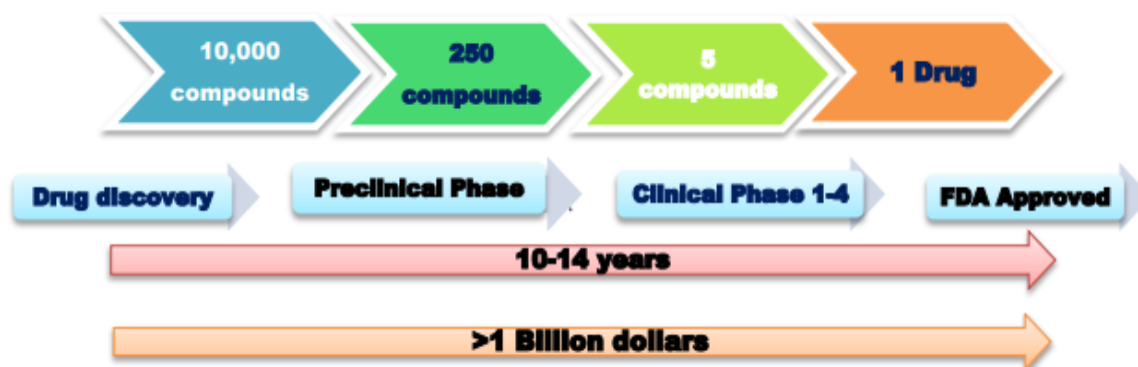 10,000
compounds
250
compounds
5
compounds
1 Drug
Drug discovery
Preclinical Phase
Clinical Phase 1-4
FDA Approved
10-14 years
>1 Billion dollars